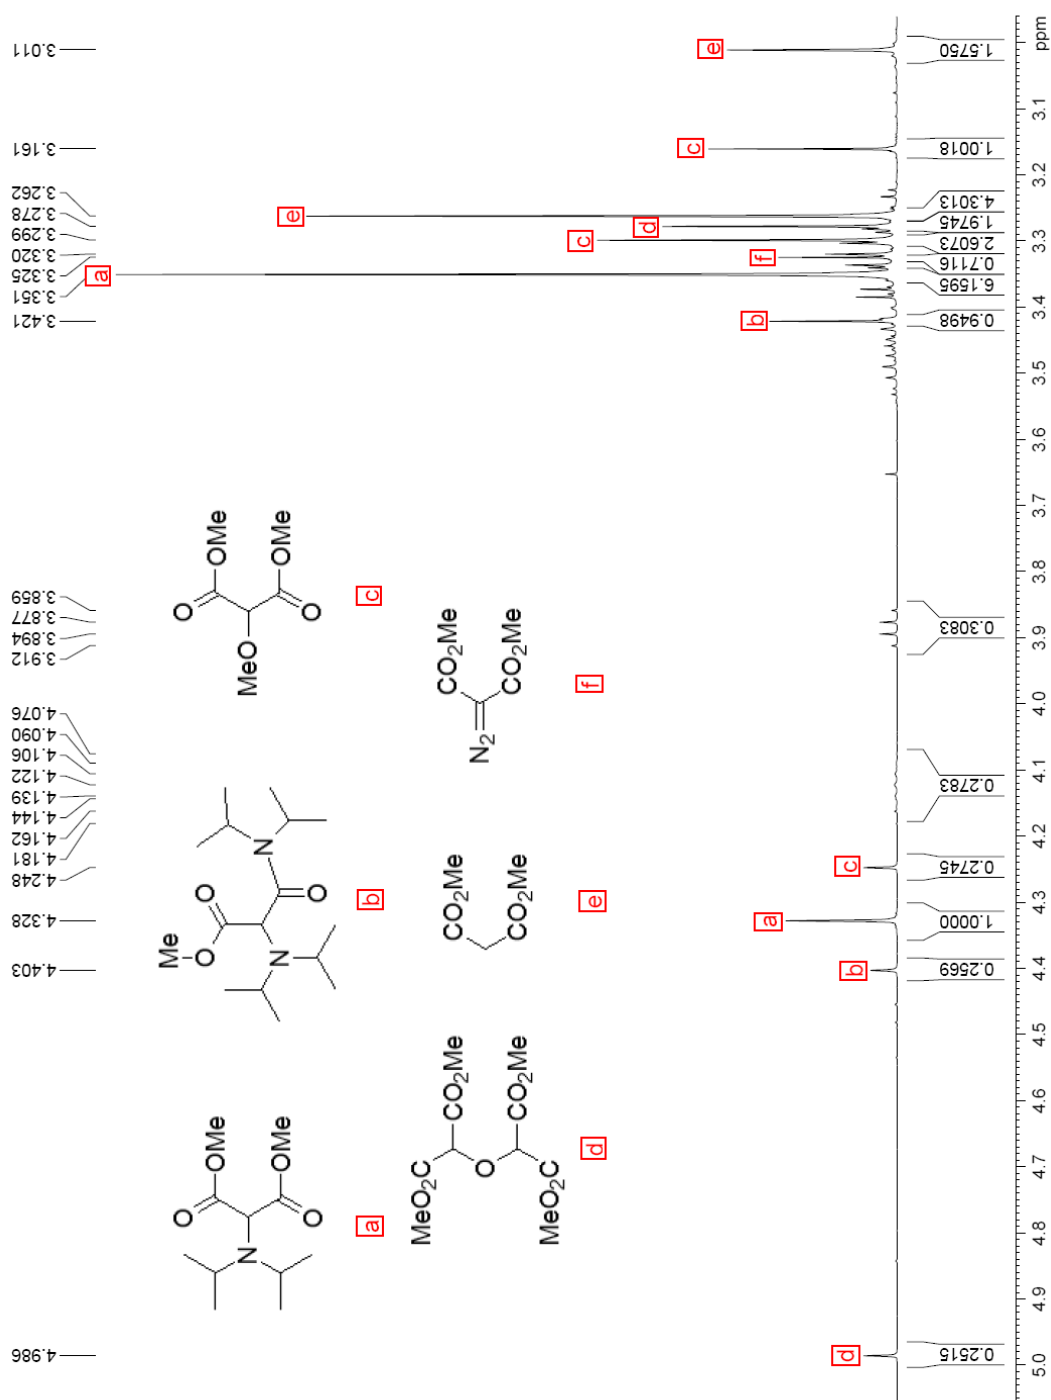 4.986
4.403
4.328
4.248
4.181
4.162
4.144
4.139
4.122
4.106
4.090
4.076
3.912
3.894
3.877
3.859
3.421
3.351
3.325
3.320
3.299
3.278
3.262
3.161
3.011
O
OMe
N
O
OMe
a
Me
O
O
N
O
N
b
O
OMe
MeO
O
OMe
c
MeO2C
CO2Me
O
MeO2C
CO2Me
d
CO2Me
CO2Me
e
CO2Me
N2
CO2Me
f
d
b
a
c
b
a
f
c
d
e
c
e
0.2515
0.2569
1.0000
0.2745
0.2783
0.3083
0.9498
6.1595
0.7116
2.6073
1.9745
4.3013
1.0018
1.5750
5.0
4.9
4.8
4.7
4.6
4.5
4.4
4.3
4.2
4.1
4.0
3.9
3.8
3.7
3.6
3.5
3.4
3.3
3.2
3.1
ppm